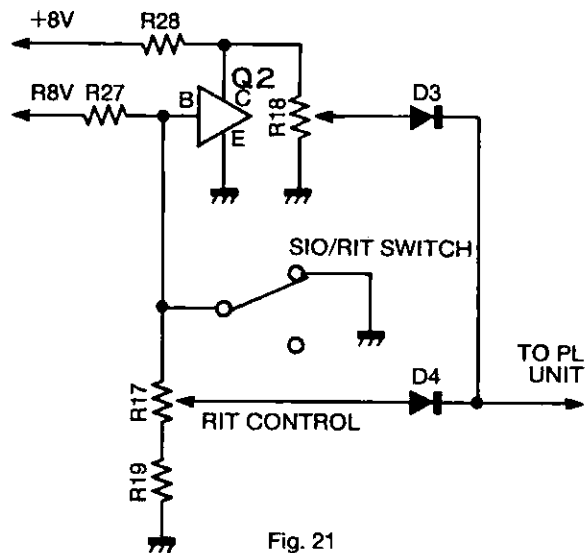 +8V
R28
R8V
R27
B
Q2
C
E
R18
D3
SIO/RIT SWITCH
TO PL
UNIT
D4
R17
RIT CONTROL
R19
Fig. 21